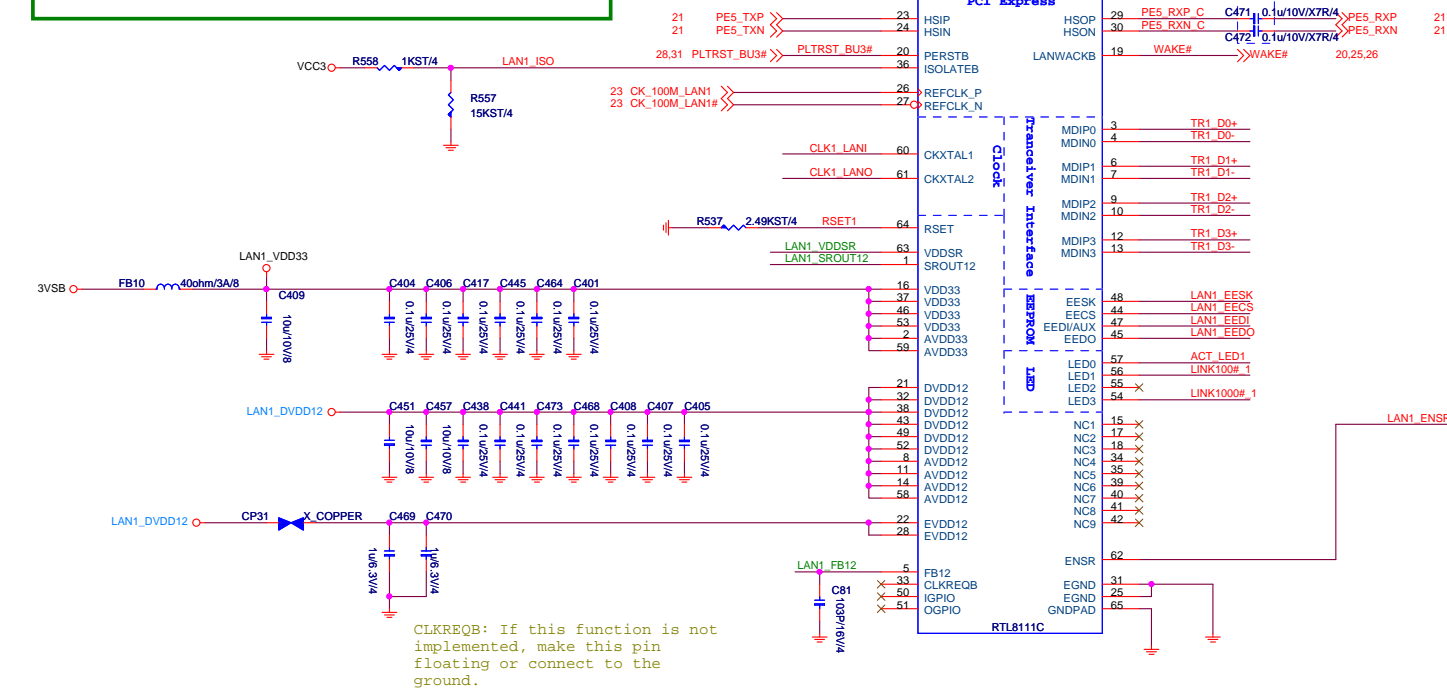 PCI Express
21 PE5_TXP 23 HSIP HSOP 29 PE5_RXP_C C471 0.1u/10V/X7R/4 PE5_RXP 21
21 PE5_TXN 24 HSIN HSON 30 PE5_RXN_C C472 0.1u/10V/X7R/4 PE5_RXN 21
28,31 PLTRST_BU3# PLTRST_BU3# 20 PERSTB LANWACKB 19 WAKE# WAKE# 20,25,26
VCC3 R558 1KST/4 LAN1_ISO 36 ISOLATEB
R557
15KST/4
23 CK_100M_LAN1 26 REFCLK_P
23 CK_100M_LAN1# 27 REFCLK_N
Clock
Tranceiver Interface
MDIP0 3 TR1_D0+
MDIN0 4 TR1_D0-
CLK1_LANI 60 CKXTAL1
MDIP1 6 TR1_D1+
MDIN1 7 TR1_D1-
CLK1_LANO 61 CKXTAL2
MDIP2 9 TR1_D2+
MDIN2 10 TR1_D2-
R537 2.49KST/4 RSET1 64 RSET
MDIP3 12 TR1_D3+
MDIN3 13 TR1_D3-
LAN1_VDDSR 63 VDDSR
LAN1_SROUT12 1 SROUT12
LAN1_VDD33
3VSB FB10 40ohm/3A/8
C409
10u/10V/8
C404 C406 C417 C445 C464 C401
0.1u/25V/4 0.1u/25V/4 0.1u/25V/4 0.1u/25V/4 0.1u/25V/4 0.1u/25V/4
16 VDD33
37 VDD33
46 VDD33
53 VDD33
2 AVDD33
59 AVDD33
EEPROM
EESK 48 LAN1_EESK
EECS 44 LAN1_EECS
EEDI/AUX 47 LAN1_EEDI
EEDO 45 LAN1_EEDO
LED
LED0 57 ACT_LED1
LED1 56 LINK100#_1
LED2 55
LED3 54 LINK1000#_1
LAN1_DVDD12 C451 C457 C438 C441 C473 C468 C408 C407 C405
10u/10V/8 10u/10V/8 0.1u/25V/4 0.1u/25V/4 0.1u/25V/4 0.1u/25V/4 0.1u/25V/4 0.1u/25V/4 0.1u/25V/4
21 DVDD12
32 DVDD12
38 DVDD12
43 DVDD12
49 DVDD12
52 DVDD12
8 AVDD12
11 AVDD12
14 AVDD12
58 AVDD12
NC1 15
NC2 17
NC3 18
NC4 34
NC5 35
NC6 39
NC7 40
NC8 41
NC9 42
LAN1_ENSR
LAN1_DVDD12 CP31 X_COPPER C469 C470
1u/6.3V/4 1u/6.3V/4
22 EVDD12
28 EVDD12
ENSR 62
LAN1_FB12 5 FB12
C81
103P/16V/4
33 CLKREQB
50 IGPIO
51 OGPIO
EGND 31
EGND 25
GNDPAD 65
RTL8111C
CLKREQB: If this function is not
implemented, make this pin
floating or connect to the
ground.